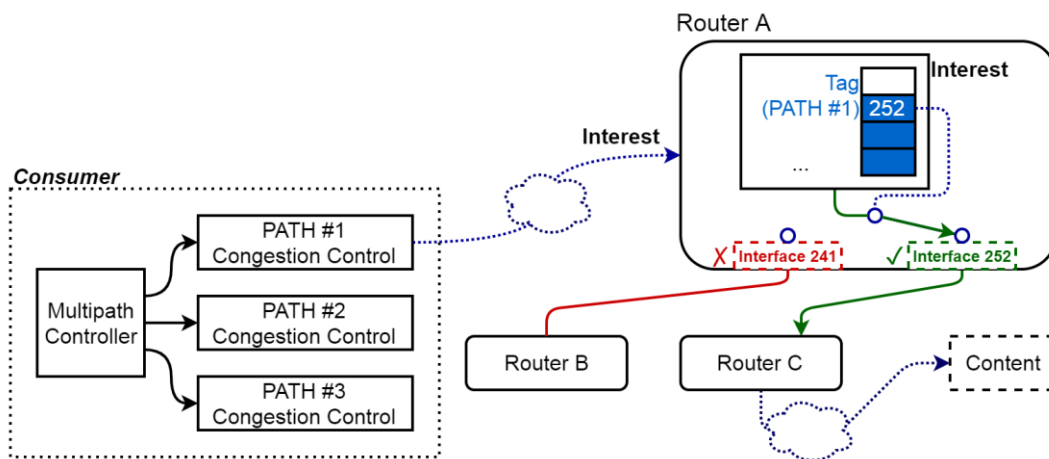 Router A
Interest
Tag
(PATH #1)
252
...
Interest
Consumer
PATH #1
Congestion Control
Multipath
Controller
PATH #2
Congestion Control
PATH #3
Congestion Control
✗ Interface 241
✓ Interface 252
Router B
Router C
Content